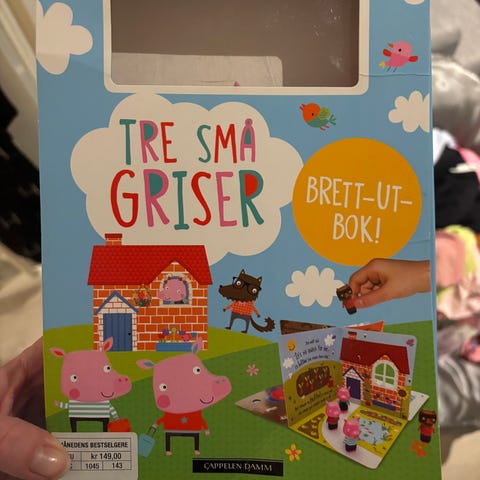 TRE SMÅ
GRISER
BRETT-UT-
BOK!
MÅNEDENS BESTSELGERE
kr 149,00
1045 143
CAPPELEN DAMM